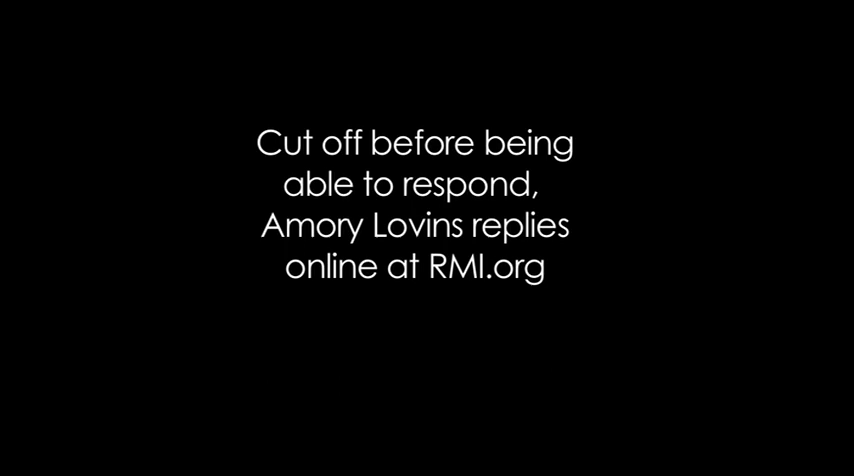 Cut off before being
able to respond,
Amory Lovins replies
online at RMI.org